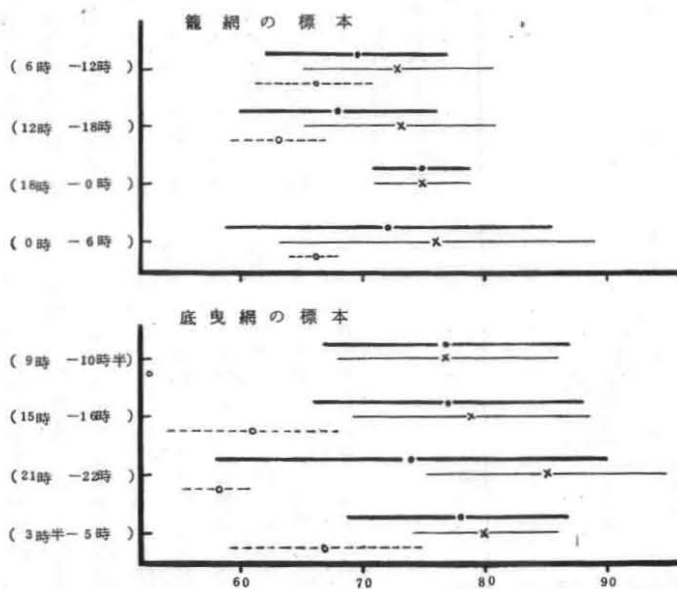 籠網の標本
(6時 -12時)
(12時 -18時)
(18時 -0時)
(0時 -6時)
底曳網の標本
(9時 -10時半)
(15時 -16時)
(21時 -22時)
(3時半-5時)
60 70 80 90